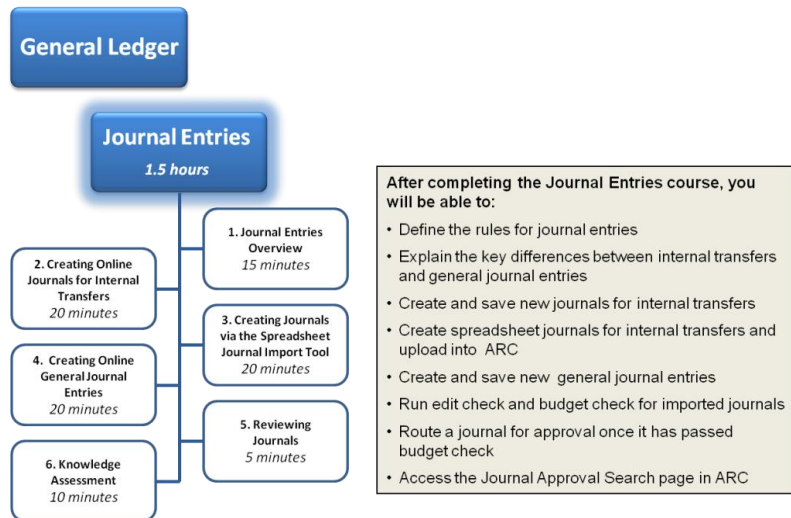 General Ledger
Journal Entries
1.5 hours
1. Journal Entries
Overview
15 minutes
2. Creating Online
Journals for Internal
Transfers
20 minutes
3. Creating Journals
via the Spreadsheet
Journal Import Tool
20 minutes
4. Creating Online
General Journal
Entries
20 minutes
5. Reviewing
Journals
5 minutes
6. Knowledge
Assessment
10 minutes
After completing the Journal Entries course, you
will be able to:
• Define the rules for journal entries
• Explain the key differences between internal transfers
and general journal entries
• Create and save new journals for internal transfers
• Create spreadsheet journals for internal transfers and
upload into ARC
• Create and save new general journal entries
• Run edit check and budget check for imported journals
• Route a journal for approval once it has passed
budget check
• Access the Journal Approval Search page in ARC